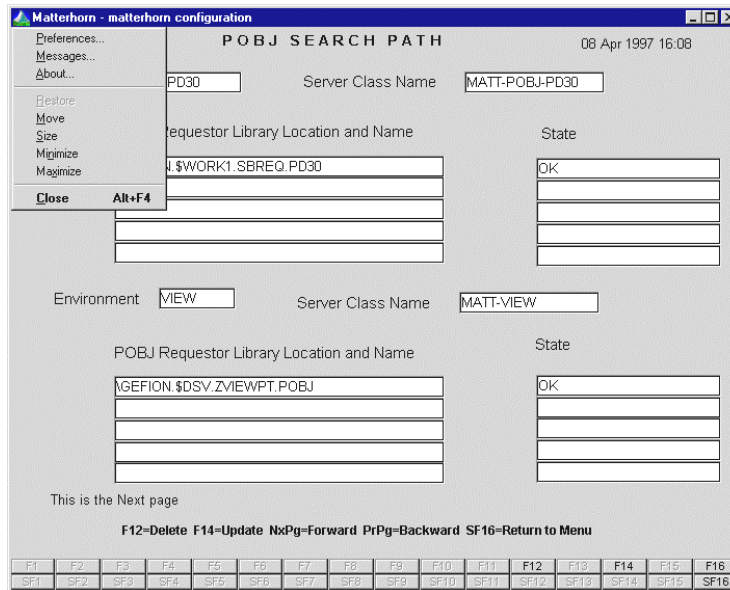 Matterhorn - matterhorn configuration
Preferences...
Messages...
About...
Restore
Move
Size
Minimize
Maximize
Close Alt+F4
POBJ SEARCH PATH 08 Apr 1997 16:08
PD30 Server Class Name MATT-POBJ-PD30
Requestor Library Location and Name State
N.$WORK1.SBREQ.PD30 OK
Environment VIEW Server Class Name MATT-VIEW
POBJ Requestor Library Location and Name State
\GEFION.$DSV.ZVIEWPT.POBJ OK
This is the Next page
F12=Delete F14=Update NxPg=Forward PrPg=Backward SF16=Return to Menu
F1 F2 F3 F4 F5 F6 F7 F8 F9 F10 F11 F12 F13 F14 F15 F16
SF1 SF2 SF3 SF4 SF5 SF6 SF7 SF8 SF9 SF10 SF11 SF12 SF13 SF14 SF15 SF16